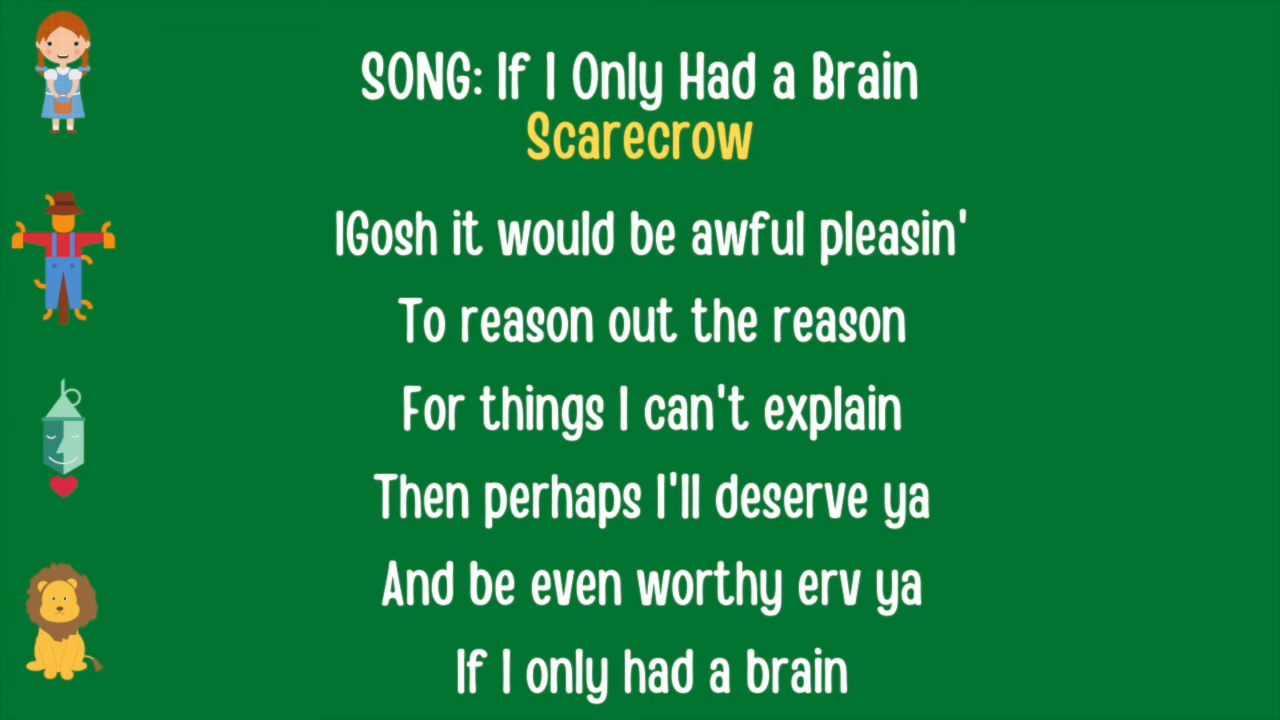 SONG: If I Only Had a Brain
Scarecrow
IGosh it would be awful pleasin'
To reason out the reason
For things I can't explain
Then perhaps I'll deserve ya
And be even worthy erv ya
If I only had a brain